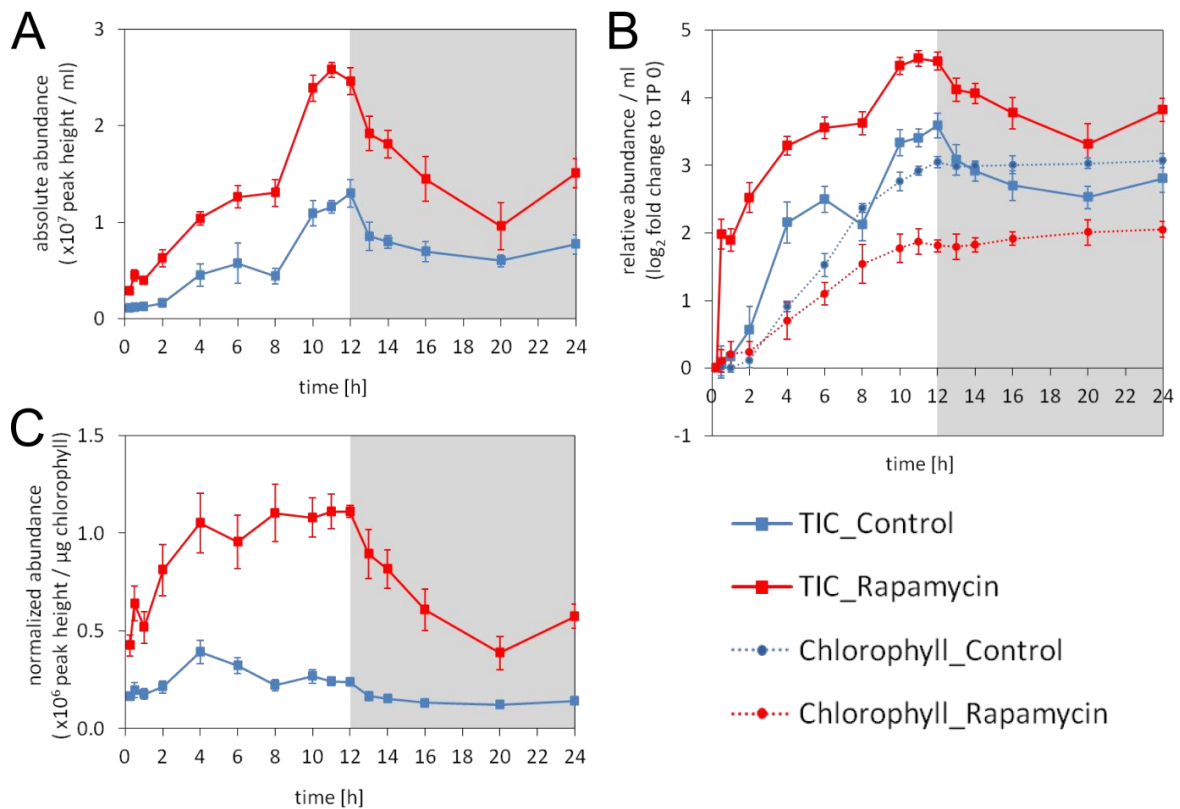 A
absolute abundance
( x10⁷ peak height / ml)
3
2
1
0
0 2 4 6 8 10 12 14 16 18 20 22 24
time [h]
B
relative abundance / ml
(log₂ fold change to TP 0)
5
4
3
2
1
0
-1
0 2 4 6 8 10 12 14 16 18 20 22 24
time [h]
C
normalized abundance
( x10⁶ peak height / µg chlorophyll)
1.5
1.0
0.5
0.0
0 2 4 6 8 10 12 14 16 18 20 22 24
time [h]
TIC_Control
TIC_Rapamycin
Chlorophyll_Control
Chlorophyll_Rapamycin